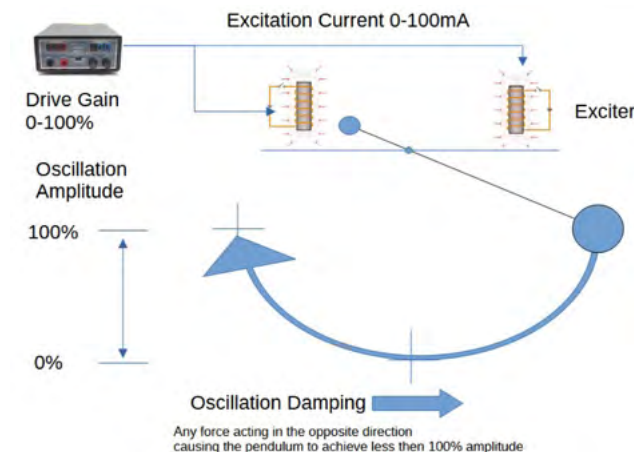 Excitation Current 0-100mA
Drive Gain
0-100%
Exciter
Oscillation
Amplitude
100%
0%
Oscillation Damping
Any force acting in the opposite direction
causing the pendulum to achieve less then 100% amplitude